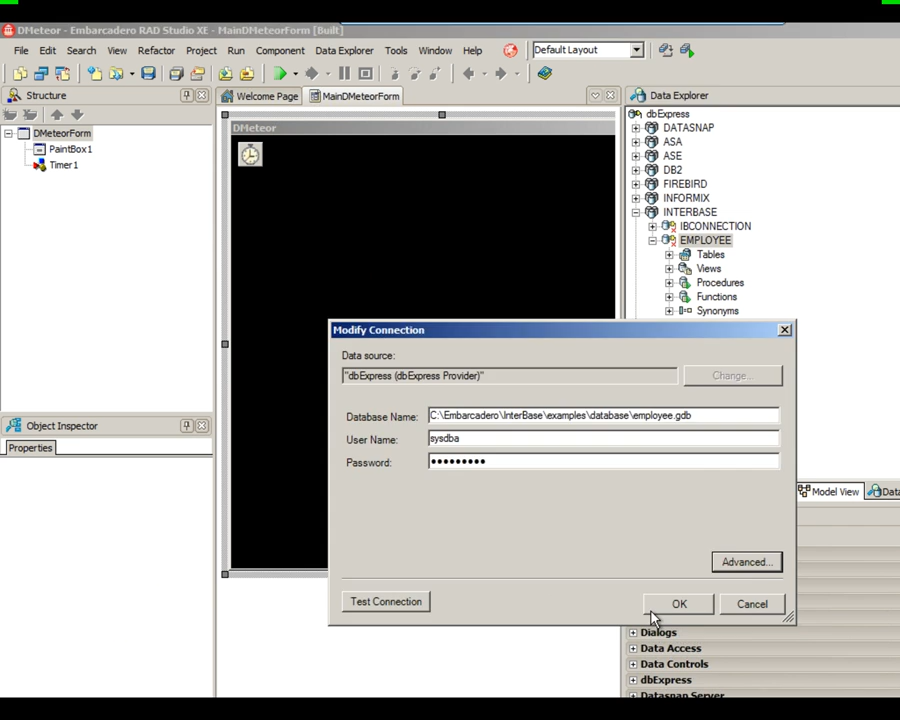 DMeteor - Embarcadero RAD Studio XE - MainDMeteorForm [Built]
File Edit Search View Refactor Project Run Component Data Explorer Tools Window Help Default Layout
Structure
Welcome Page MainDMeteorForm
Data Explorer
DMeteorForm
PaintBox1
Timer1
DMeteor
dbExpress
DATASNAP
ASA
ASE
DB2
FIREBIRD
INFORMIX
INTERBASE
IBCONNECTION
EMPLOYEE
Tables
Views
Procedures
Functions
Synonyms
Modify Connection
Data source:
"dbExpress (dbExpress Provider)"
Change...
Database Name: C:\Embarcadero\InterBase\examples\database\employee.gdb
User Name: sysdba
Password: •••••••••
Advanced...
Test Connection
OK
Cancel
Object Inspector
Properties
Model View
Data
Dialogs
Data Access
Data Controls
dbExpress
Datasnap Server